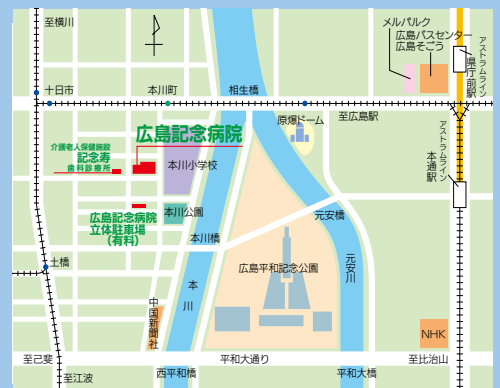 至横川
メルパルク
広島バスセンター
広島そごう
アストラムライン
県庁前駅
十日市
本川町
相生橋
原爆ドーム
至広島駅
広島記念病院
介護老人保健施設
記念寿
歯科診療所
本川小学校
アストラムライン
本通駅
広島記念病院
立体駐車場
(有料)
本川公園
元安橋
本川橋
土橋
広島平和記念公園
元安川
本川
中国新聞社
NHK
至己斐
平和大通り
至比治山
至江波
西平和橋
平和大橋